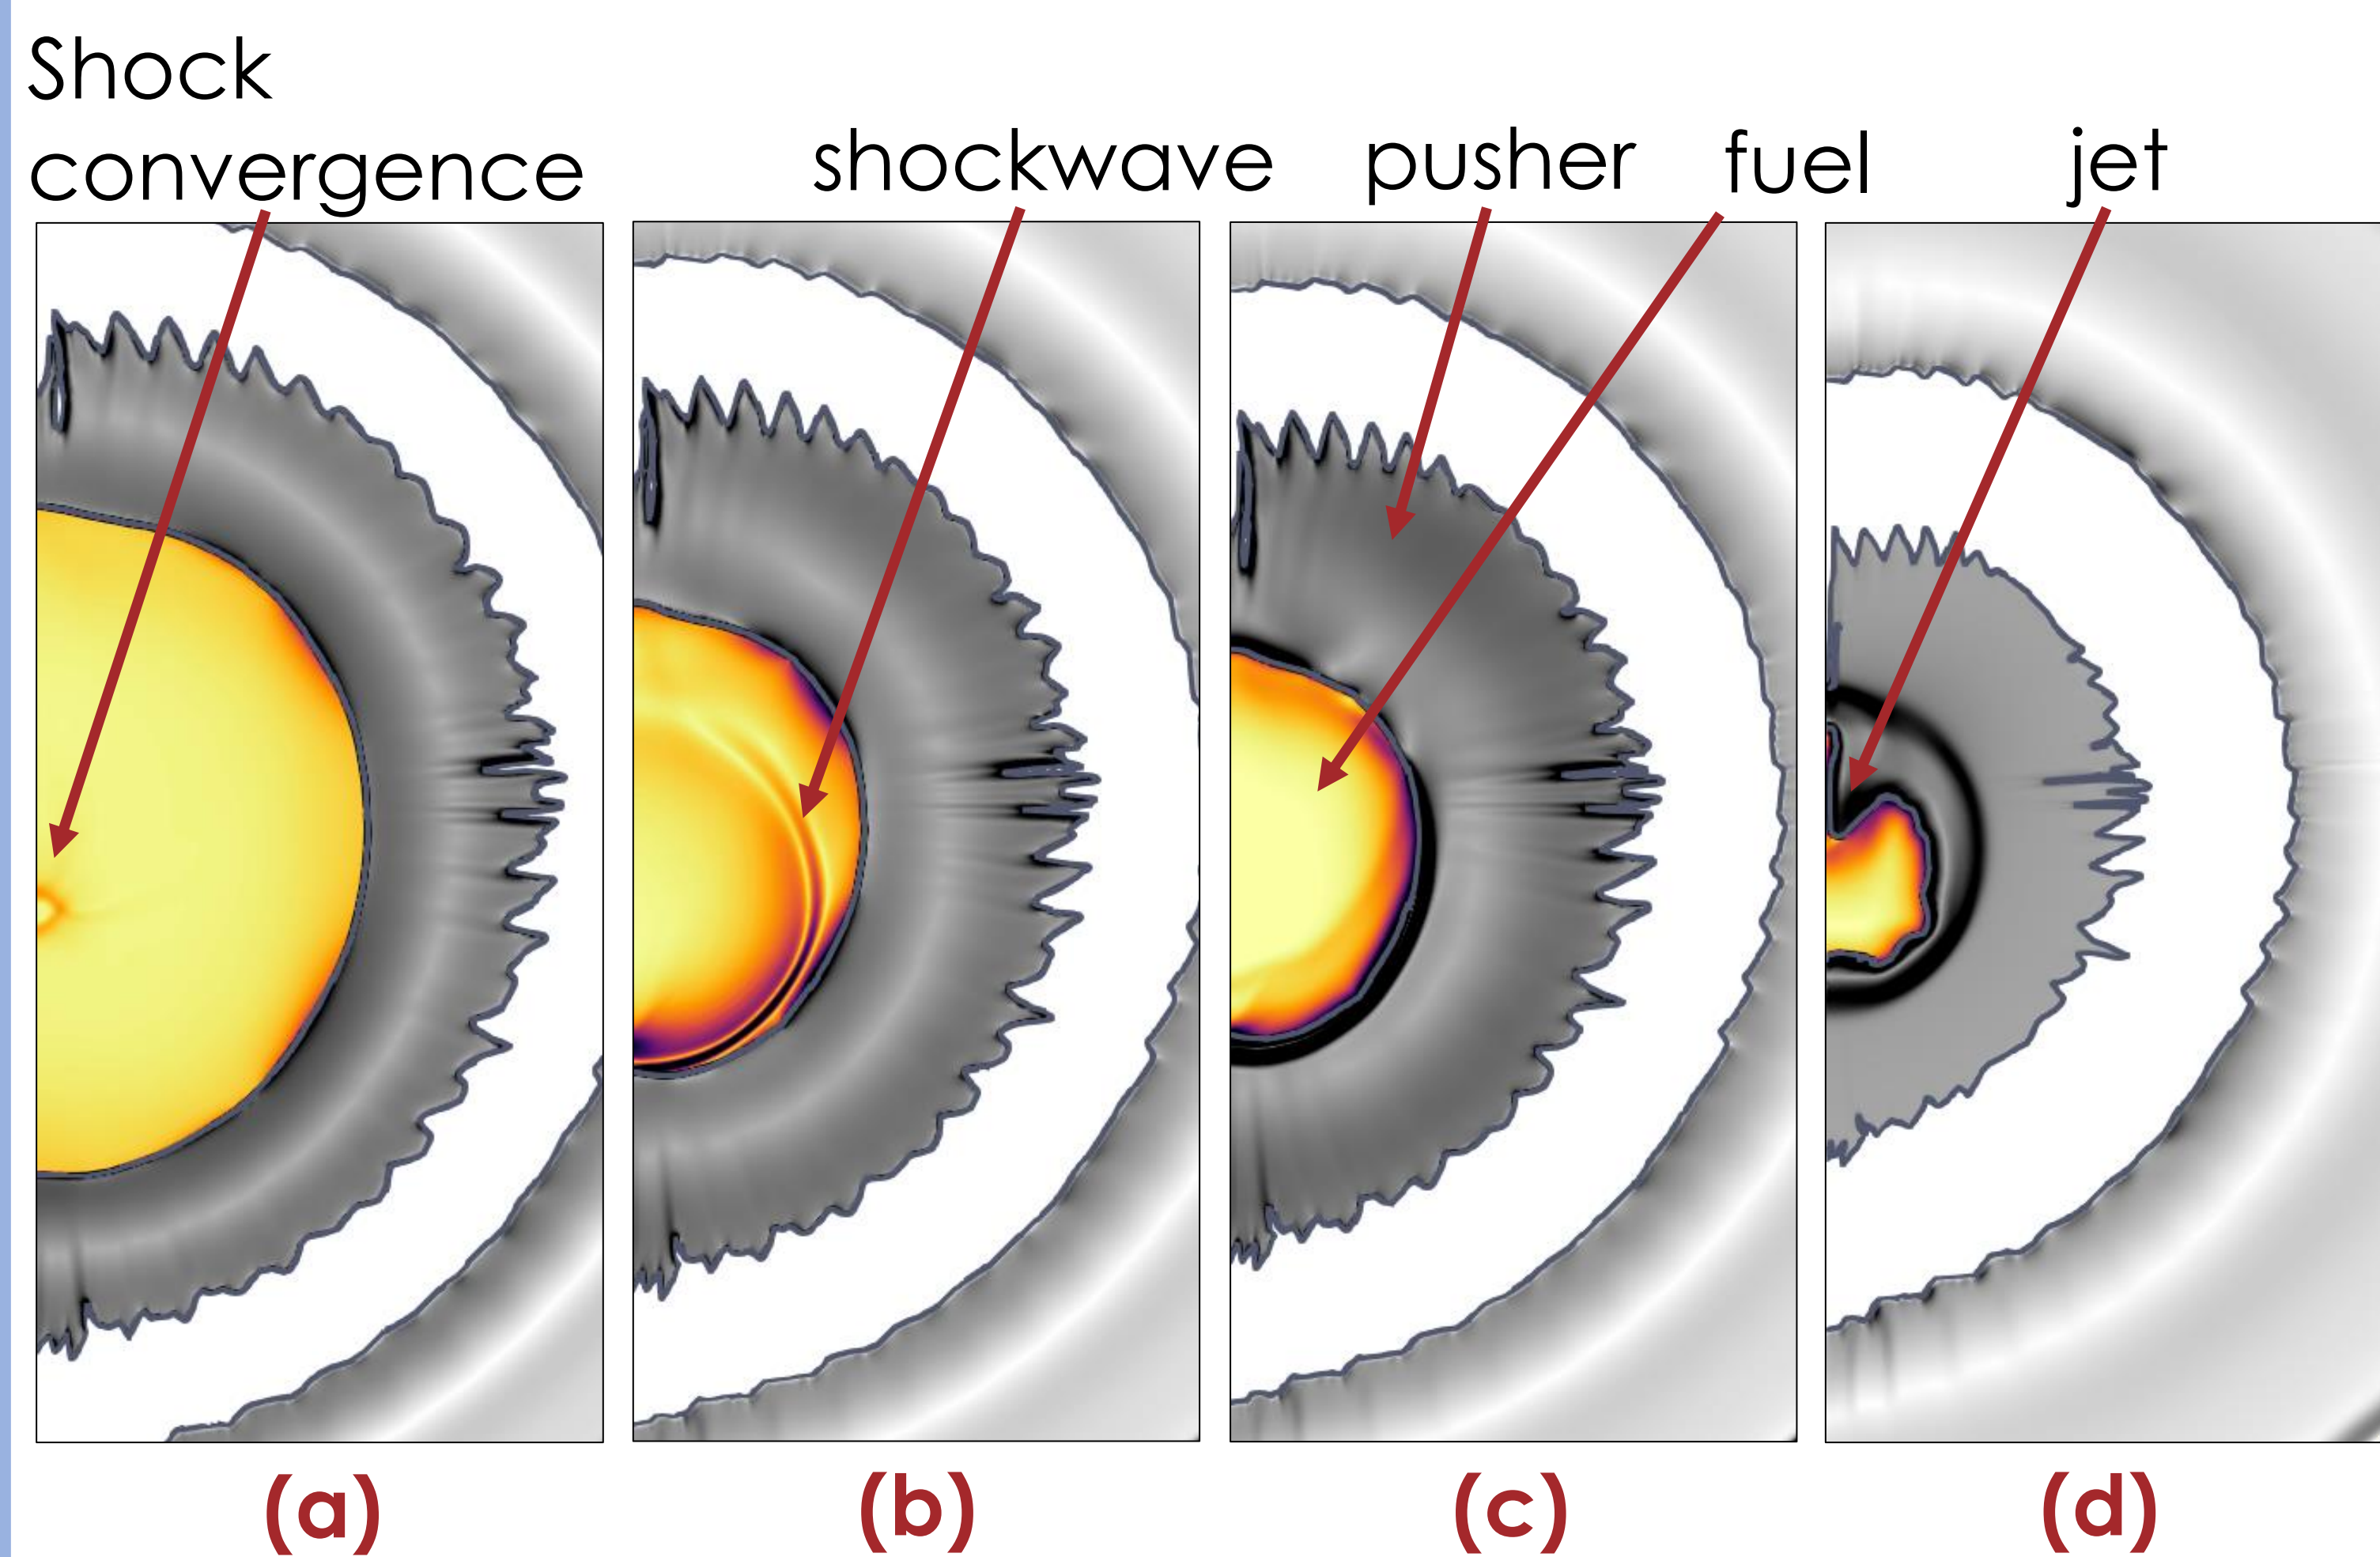 Shock
convergence
shockwave
pusher
fuel
jet
(a)
(b)
(c)
(d)